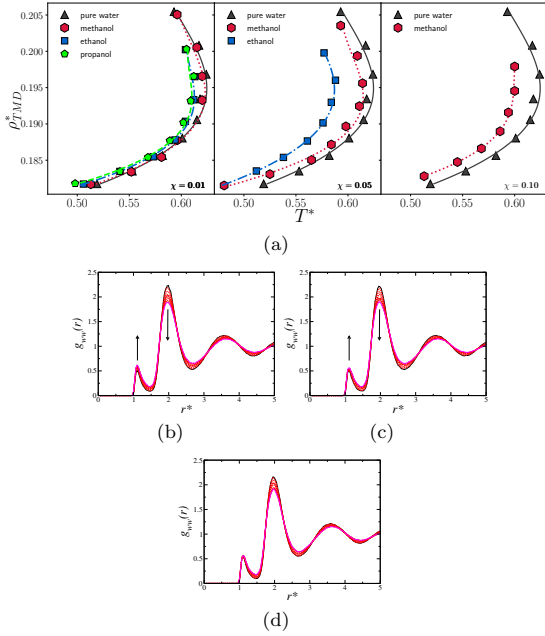 pure water
methanol
ethanol
propanol
pure water
methanol
ethanol
pure water
methanol
0.205
0.200
0.195
0.190
0.185
ρ*TMD
χ = 0.01
χ = 0.05
χ = 0.10
0.50 0.55 0.60
0.50 0.55 0.60
0.50 0.55 0.60
T*
(a)
2.5
2
1.5
1
0.5
0
gww(r)
0 1 2 3 4 5
r*
2.5
2
1.5
1
0.5
0
gww(r)
0 1 2 3 4 5
r*
(b)
(c)
2.5
2
1.5
1
0.5
0
gww(r)
0 1 2 3 4 5
r*
(d)